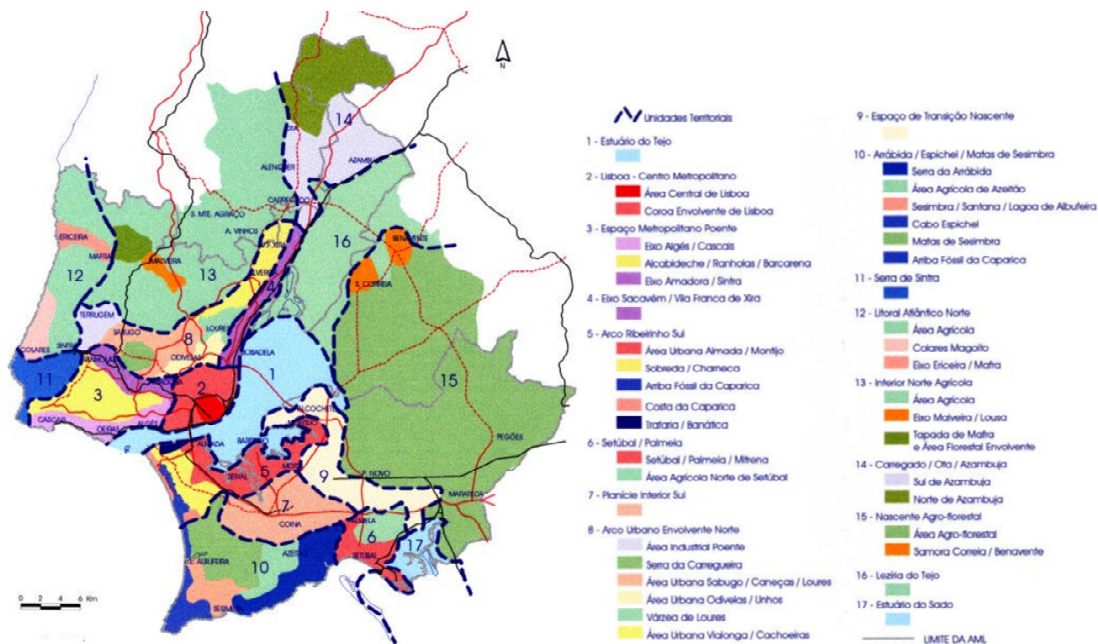 N
14
OTA
AZAMBUJA
ALENQUER
CARREGADO
S. MTE. AGRAÇO
A. VINHOS
16
ERICEIRA
MAFRA
MALVEIRA
BENAVENTE
S. CORREIA
12
13
TERRUGEM
SABUGO
LOURES
8
ODIVELAS
COLARES
SINTRA
BOBADELA
1
11
3
2
15
CASCAIS
OEIRAS
ALGÉS
ALCOCHETE
ALMADA
BARREIRO
PEGÕES
SEIXAL
5
9
P. NOVO
7
MARATECA
COINA
PALMELA
6
17
SETÚBAL
AZEITÃO
10
SESIMBRA
0 2 4 6 Km
Unidades Territoriais
1 - Estuário do Tejo
2 - Lisboa - Centro Metropolitano
Área Central de Lisboa
Coroa Envolvente de Lisboa
3 - Espaço Metropolitano Poente
Eixo Algés / Cascais
Alcabideche / Ranholas / Barcarena
Eixo Amadora / Sintra
4 - Eixo Sacavém / Vila Franca de Xira
5 - Arco Ribeirinho Sul
Área Urbana Almada / Montijo
Sobreda / Charneca
Arriba Fóssil da Caparica
Costa da Caparica
Trafaria / Banática
6 - Setúbal / Palmela
Setúbal / Palmela / Mitrena
Área Agrícola Norte de Setúbal
7 - Planície Interior Sul
8 - Arco Urbano Envolvente Norte
Área Industrial Poente
Serra da Carregueira
Área Urbana Sabugo / Caneças / Loures
Área Urbana Odivelas / Unhos
Várzea de Loures
Área Urbana Vialonga / Cachoeiras
9 - Espaço de Transição Nascente
10 - Arrábida / Espichel / Matas de Sesimbra
Serra da Arrábida
Área Agrícola de Azeitão
Sesimbra / Santana / Lagoa de Albufeira
Cabo Espichel
Matas de Sesimbra
Arriba Fóssil da Caparica
11 - Serra de Sintra
12 - Litoral Atlântico Norte
Área Agrícola
Colares Magoito
Eixo Ericeira / Mafra
13 - Interior Norte Agrícola
Área Agrícola
Eixo Malveira / Lousa
Tapada de Mafra
e Área Florestal Envolvente
14 - Carregado / Ota / Azambuja
Sul de Azambuja
Norte de Azambuja
15 - Nascente Agro-florestal
Área Agro-florestal
Samora Correia / Benavente
16 - Lezíria do Tejo
17 - Estuário do Sado
LIMITE DA AML